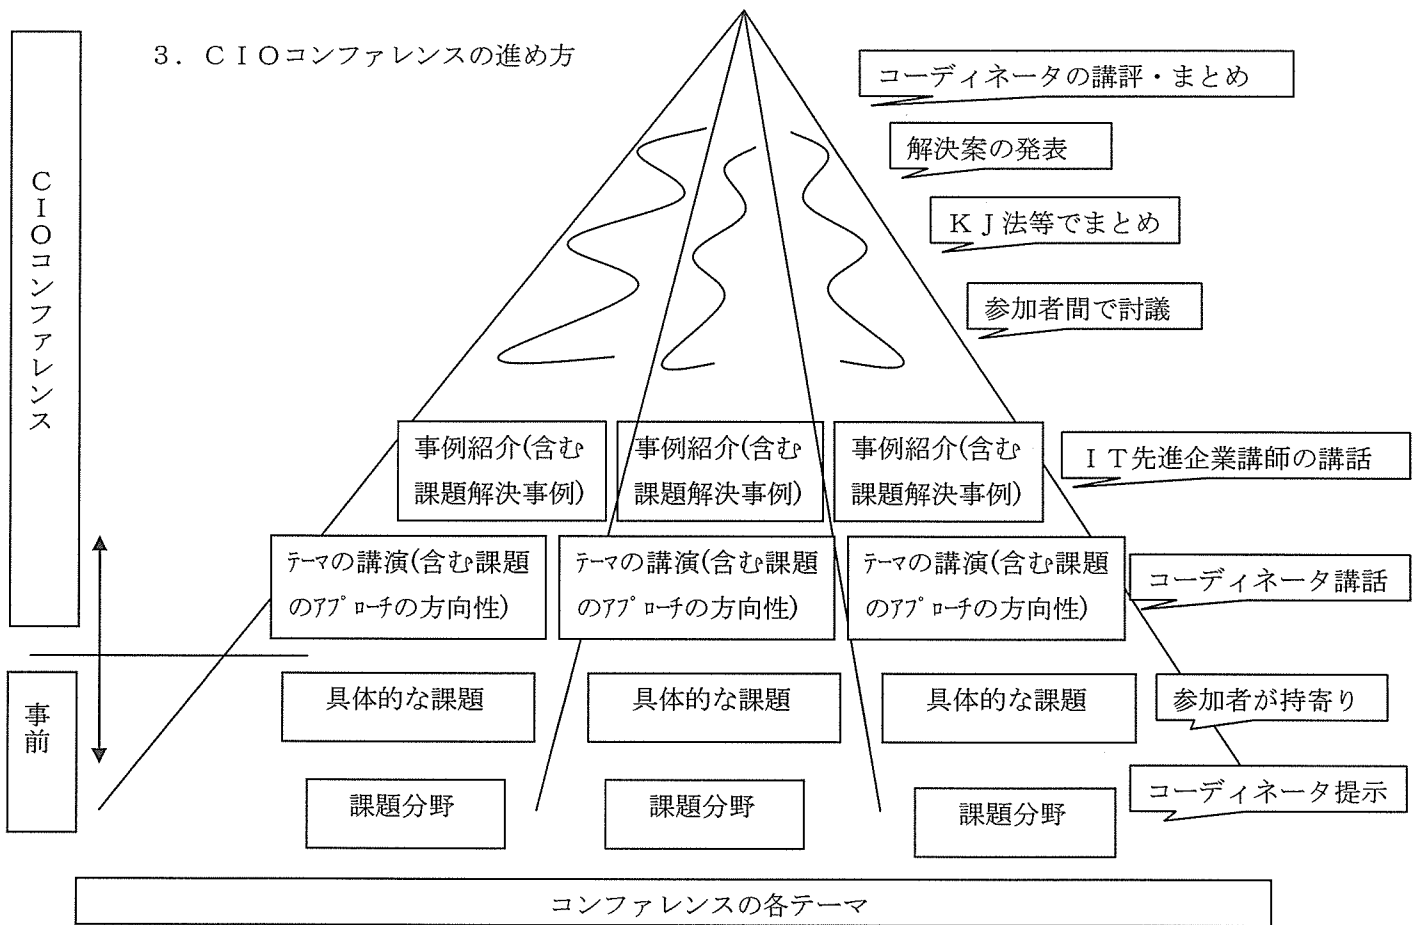 3．ＣＩＯコンファレンスの進め方
ＣＩＯコンファレンス
事前
コーディネータの講評・まとめ
解決案の発表
ＫＪ法等でまとめ
参加者間で討議
事例紹介(含む
課題解決事例)
事例紹介(含む
課題解決事例)
事例紹介(含む
課題解決事例)
ＩＴ先進企業講師の講話
ﾃｰﾏの講演(含む課題
のｱﾌﾟﾛｰﾁの方向性)
ﾃｰﾏの講演(含む課題
のｱﾌﾟﾛｰﾁの方向性)
ﾃｰﾏの講演(含む課題
のｱﾌﾟﾛｰﾁの方向性)
コーディネータ講話
具体的な課題
具体的な課題
具体的な課題
参加者が持寄り
課題分野
課題分野
課題分野
コーディネータ提示
コンファレンスの各テーマ